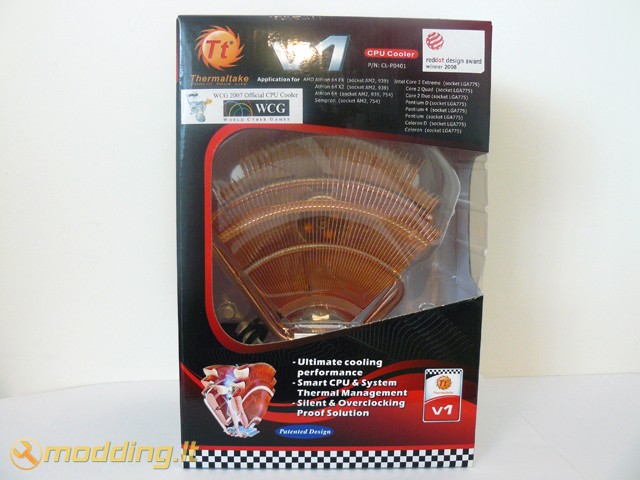 Tt
Thermaltake
V1
CPU Cooler
P/N: CL-P0401
reddot design award
winner 2008
Application for
AMD Athlon 64 FX (socket AM2, 939)
Athlon 64 X2 (socket AM2, 939)
Athlon 64 (socket AM2, 939, 754)
Sempron (socket AM2, 754)
Intel Core 2 Extreme (socket LGA775)
Core 2 Quad (socket LGA775)
Core 2 Duo (socket LGA775)
Pentium D (socket LGA775)
Pentium 4 (socket LGA775)
Pentium (socket LGA775)
Celeron D (socket LGA775)
Celeron (socket LGA775)
WCG 2007 Official CPU Cooler
WCG
WORLD CYBER GAMES
- Ultimate cooling
performance
- Smart CPU & System
Thermal Management
- Silent & Overclocking
Proof Solution
Patented Design
Tt
Thermaltake
V1
modding.lt